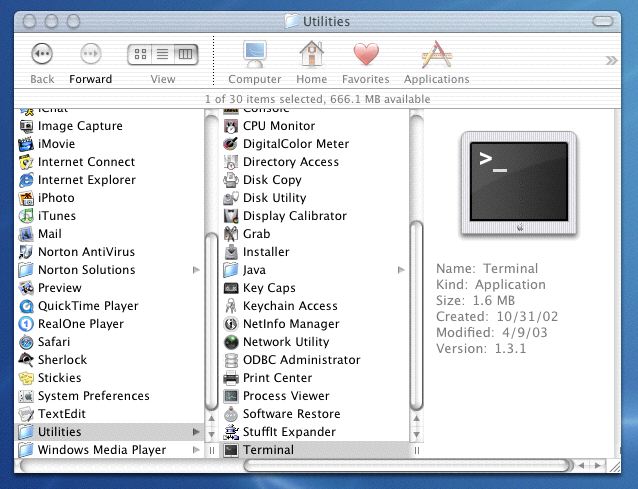 Utilities
Back Forward View Computer Home Favorites Applications
1 of 30 items selected, 666.1 MB available
iChat
Image Capture
iMovie
Internet Connect
Internet Explorer
iPhoto
iTunes
Mail
Norton AntiVirus
Norton Solutions
Preview
QuickTime Player
RealOne Player
Safari
Sherlock
Stickies
System Preferences
TextEdit
Utilities
Windows Media Player
Console
CPU Monitor
DigitalColor Meter
Directory Access
Disk Copy
Disk Utility
Display Calibrator
Grab
Installer
Java
Key Caps
Keychain Access
NetInfo Manager
Network Utility
ODBC Administrator
Print Center
Process Viewer
Software Restore
StuffIt Expander
Terminal
>_
Name: Terminal
Kind: Application
Size: 1.6 MB
Created: 10/31/02
Modified: 4/9/03
Version: 1.3.1